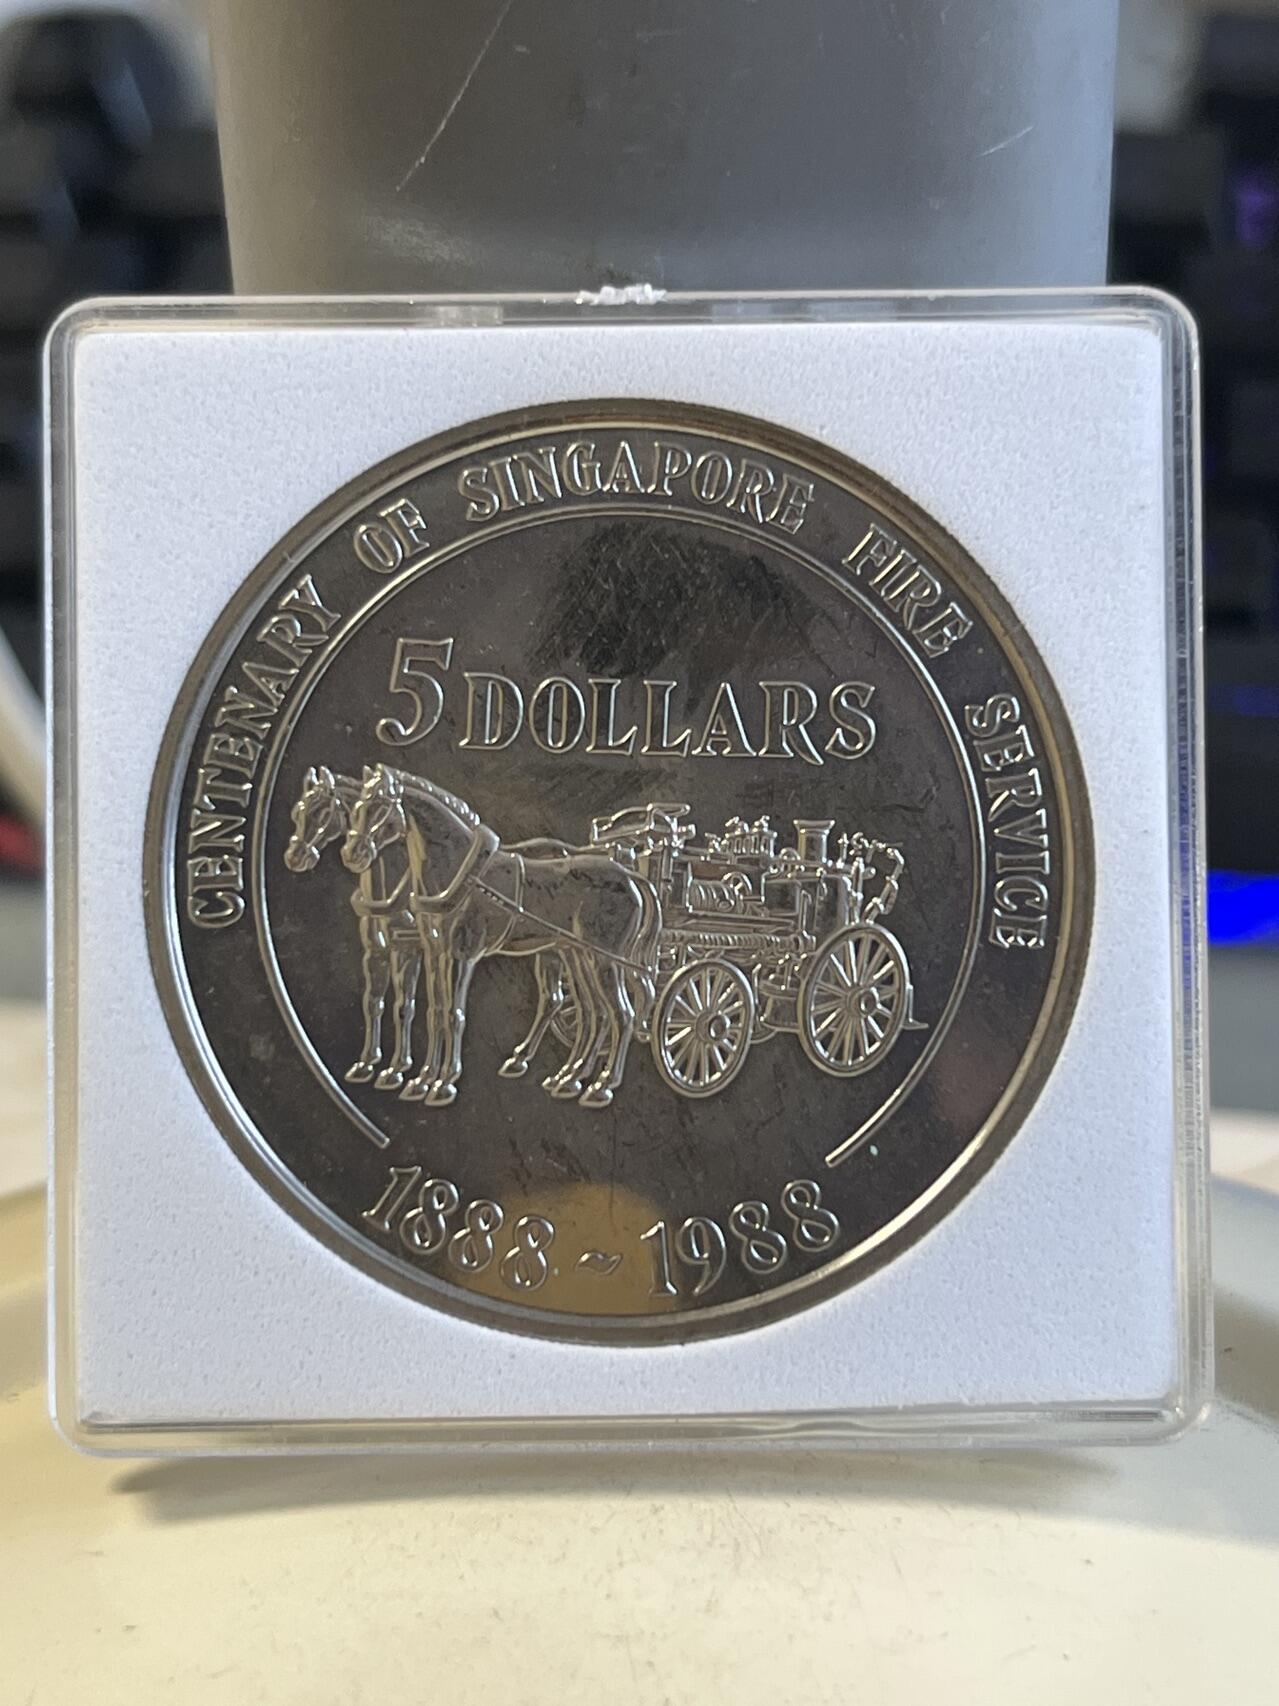 CENTENARY OF SINGAPORE FIRE SERVICE
5 DOLLARS
1888 ~ 1988